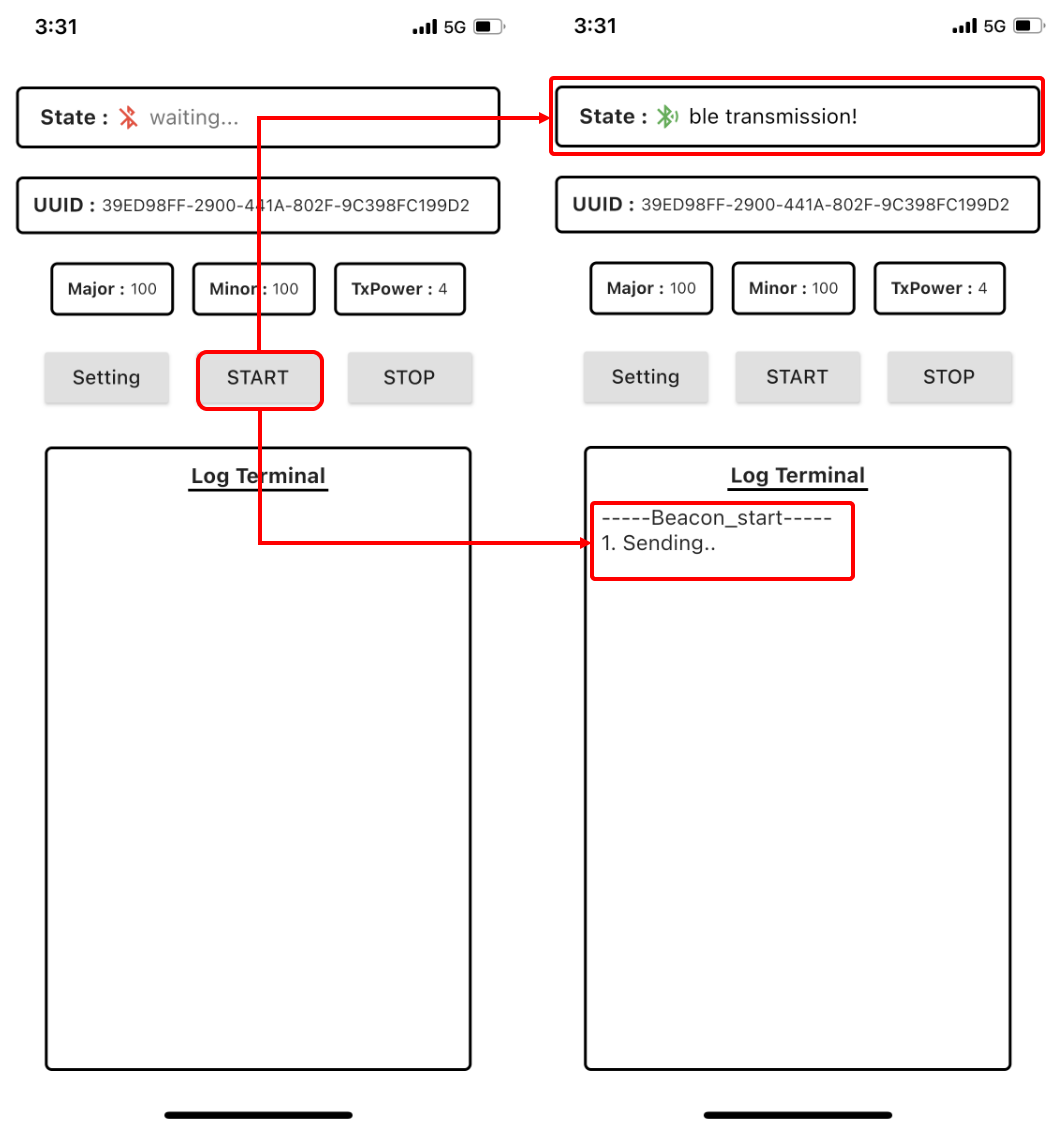 3:31 5G
State : waiting...
UUID : 39ED98FF-2900-441A-802F-9C398FC199D2
Major : 100 Minor : 100 TxPower : 4
Setting START STOP
Log Terminal
3:31 5G
State : ble transmission!
UUID : 39ED98FF-2900-441A-802F-9C398FC199D2
Major : 100 Minor : 100 TxPower : 4
Setting START STOP
Log Terminal
-----Beacon_start-----
1. Sending..